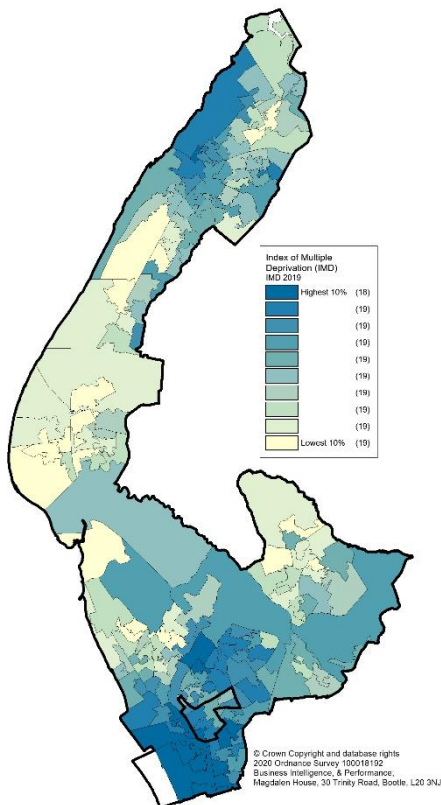 Index of Multiple
Deprivation (IMD)
IMD 2019
Highest 10% (18)
(19)
(19)
(19)
(19)
(19)
(19)
(19)
(19)
Lowest 10% (19)
© Crown Copyright and database rights
2020 Ordnance Survey 100018192
Business Intelligence, & Performance,
Magdalen House, 30 Trinity Road, Bootle, L20 3NJ